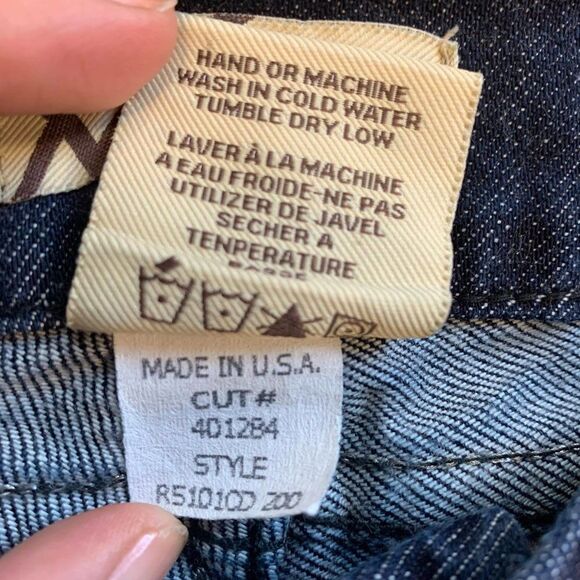 HAND OR MACHINE
WASH IN COLD WATER
TUMBLE DRY LOW
LAVER À LA MACHINE
A EAU FROIDE-NE PAS
UTILIZER DE JAVEL
SECHER A
TENPERATURE
MADE IN U.S.A.
CUT#
401284
STYLE
R51010D 200